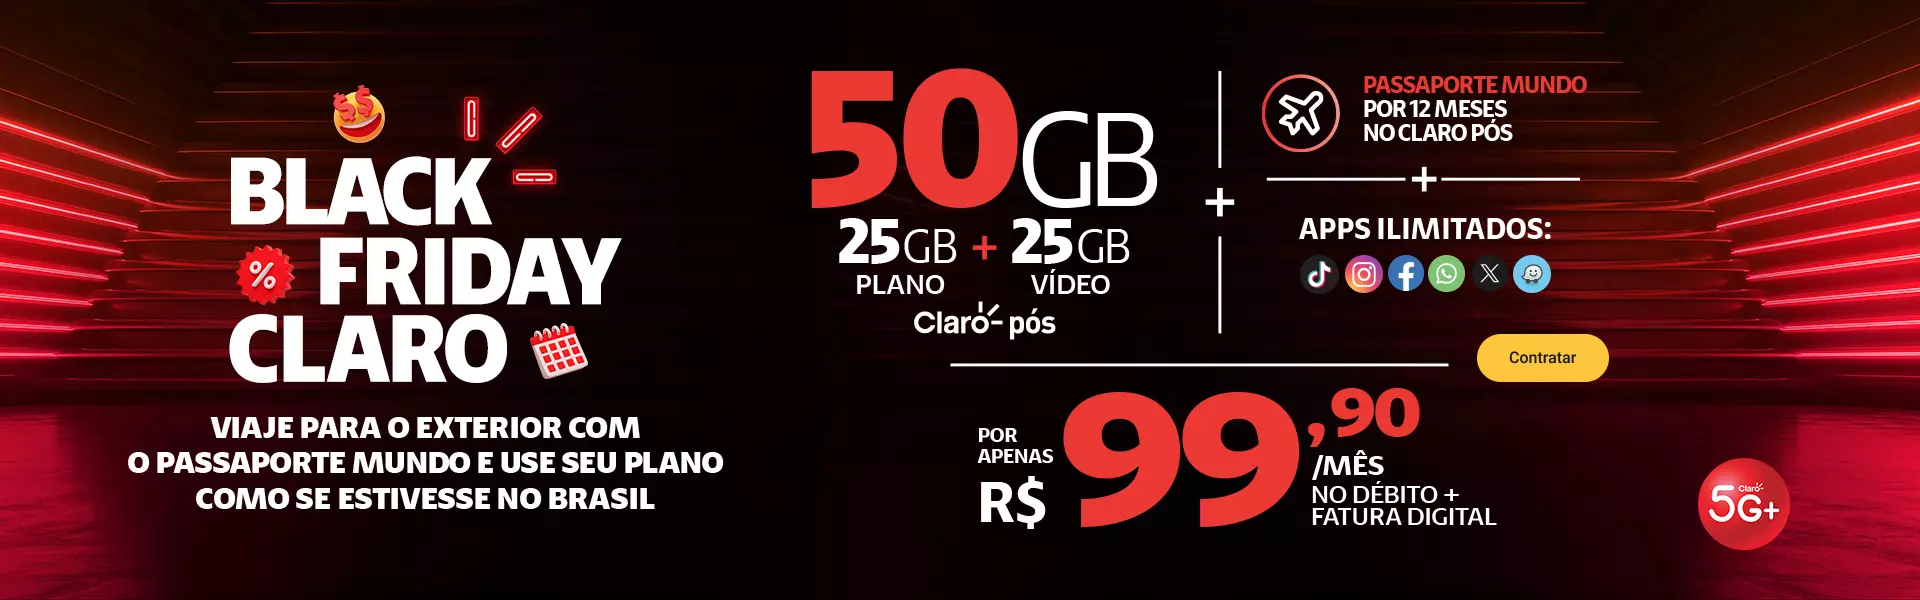 BLACK
%
FRIDAY
CLARO
VIAJE PARA O EXTERIOR COM
O PASSAPORTE MUNDO E USE SEU PLANO
COMO SE ESTIVESSE NO BRASIL
50GB
25GB + 25GB
PLANO VÍDEO
Claro- pós
+
PASSAPORTE MUNDO
POR 12 MESES
NO CLARO PÓS
+
APPS ILIMITADOS:
Contratar
POR
APENAS
R$ 99,90
/MÊS
NO DÉBITO +
FATURA DIGITAL
Claro-
5G+